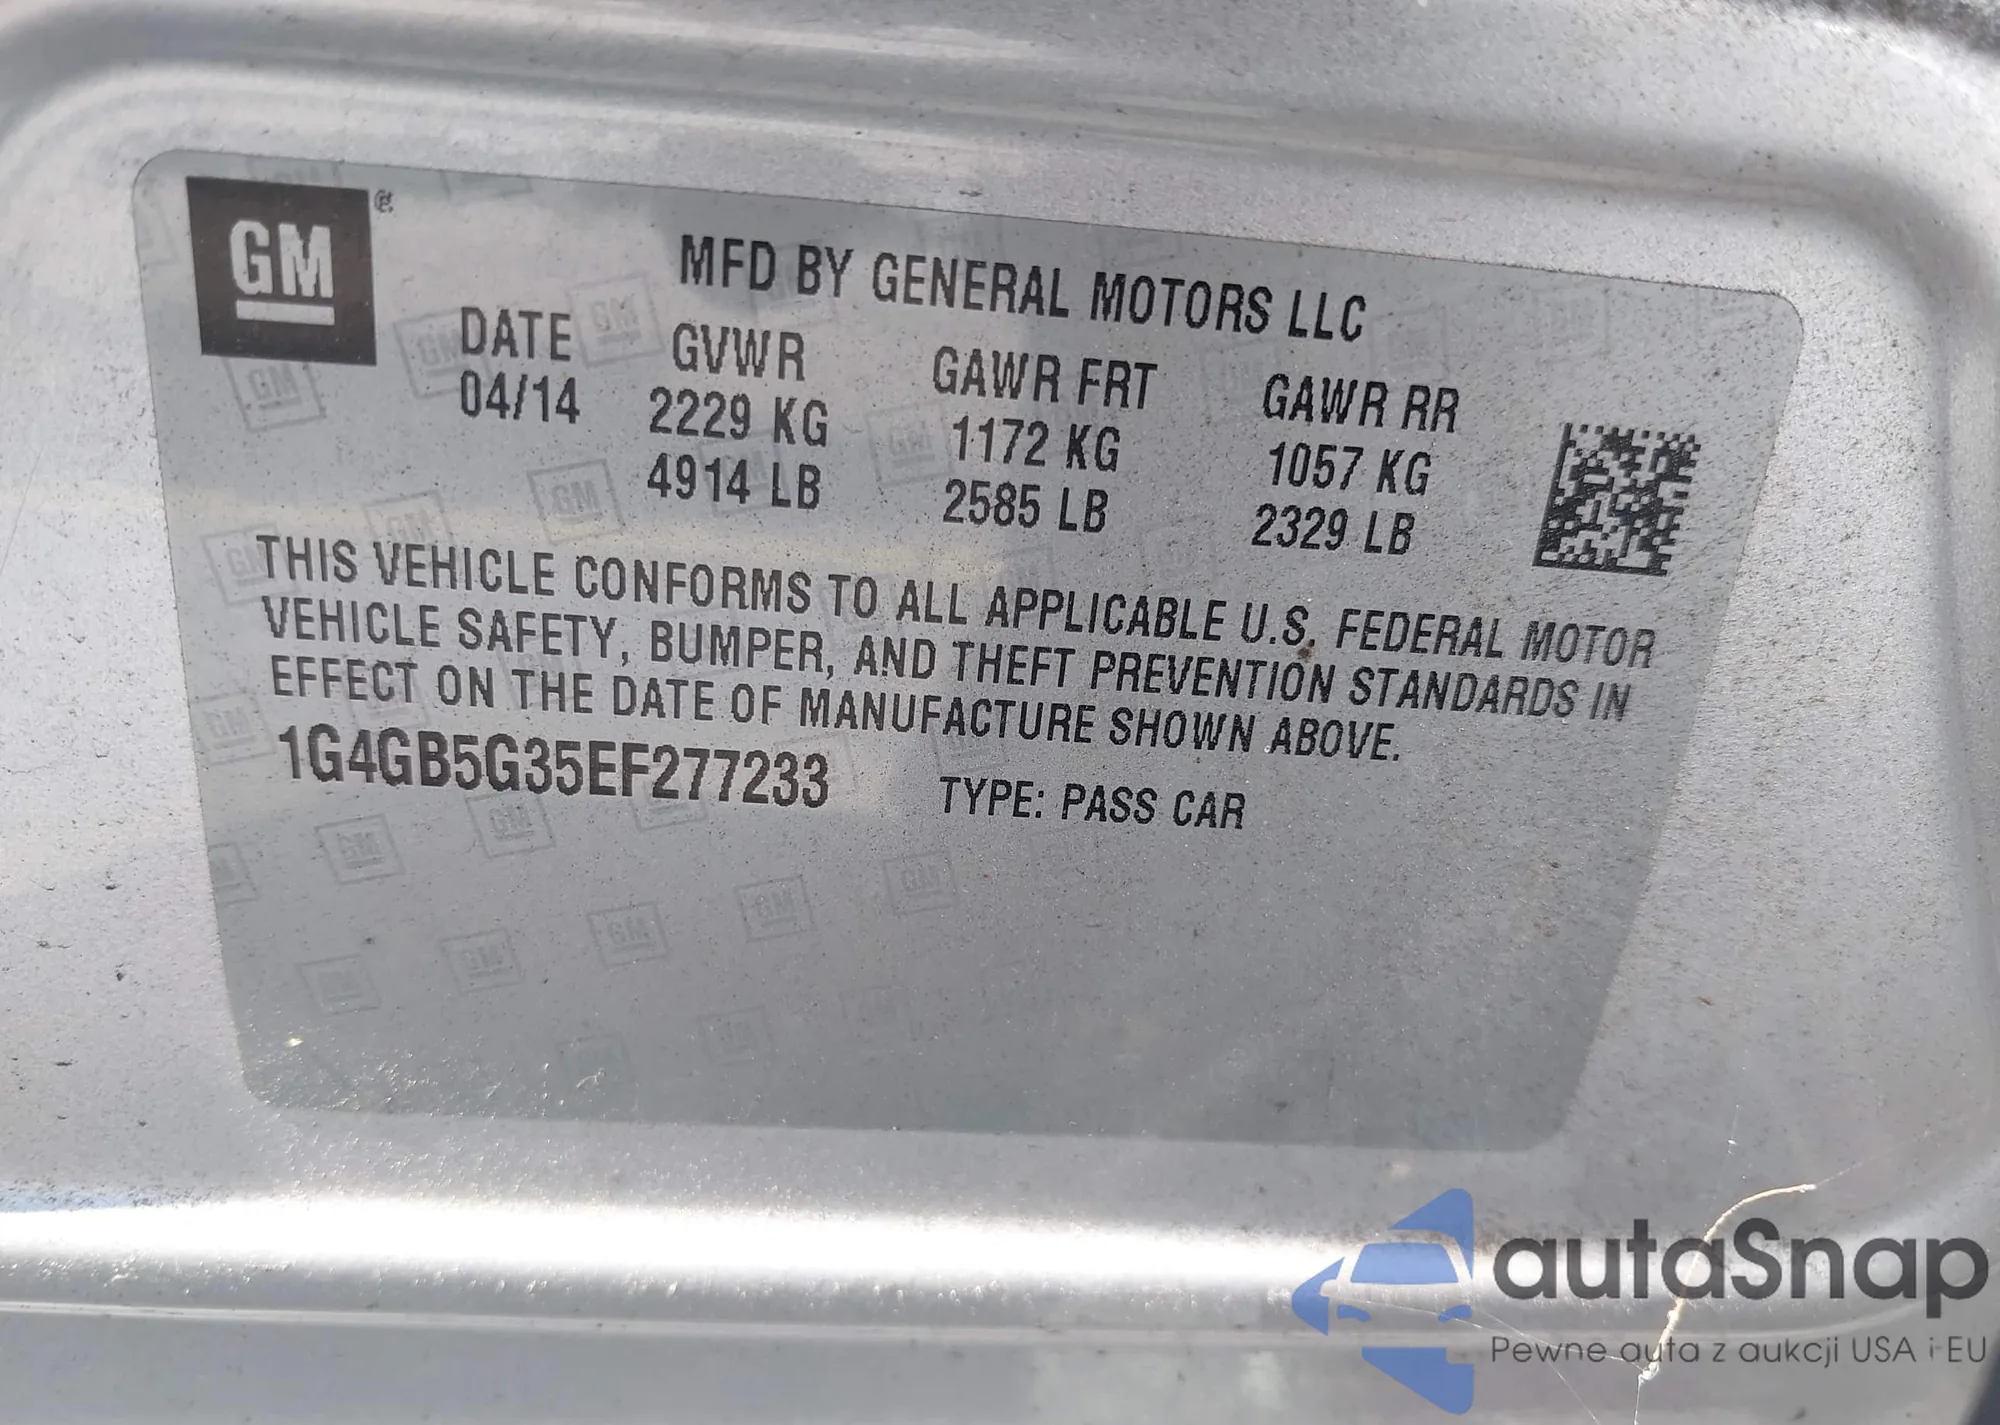 GM
MFD BY GENERAL MOTORS LLC
DATE GVWR GAWR FRT GAWR RR
04/14 2229 KG 1172 KG 1057 KG
4914 LB 2585 LB 2329 LB
THIS VEHICLE CONFORMS TO ALL APPLICABLE U.S. FEDERAL MOTOR
VEHICLE SAFETY, BUMPER, AND THEFT PREVENTION STANDARDS IN
EFFECT ON THE DATE OF MANUFACTURE SHOWN ABOVE.
1G4GB5G35EF277233 TYPE: PASS CAR
autaSnap
Pewne auta z aukcji USA i EU